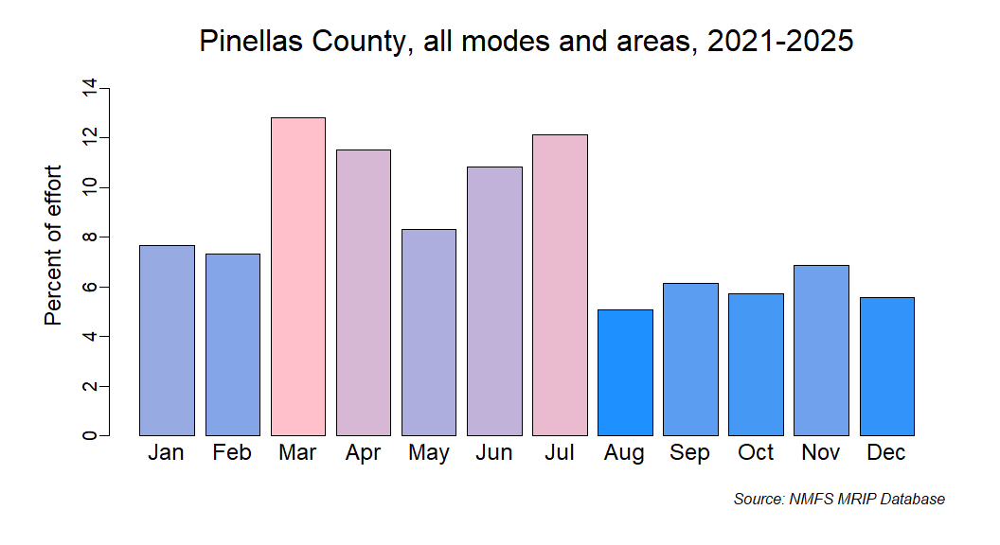 Pinellas County, all modes and areas, 2021-2025
Percent of effort
14
12
10
8
6
4
2
0
Jan Feb Mar Apr May Jun Jul Aug Sep Oct Nov Dec
Source: NMFS MRIP Database